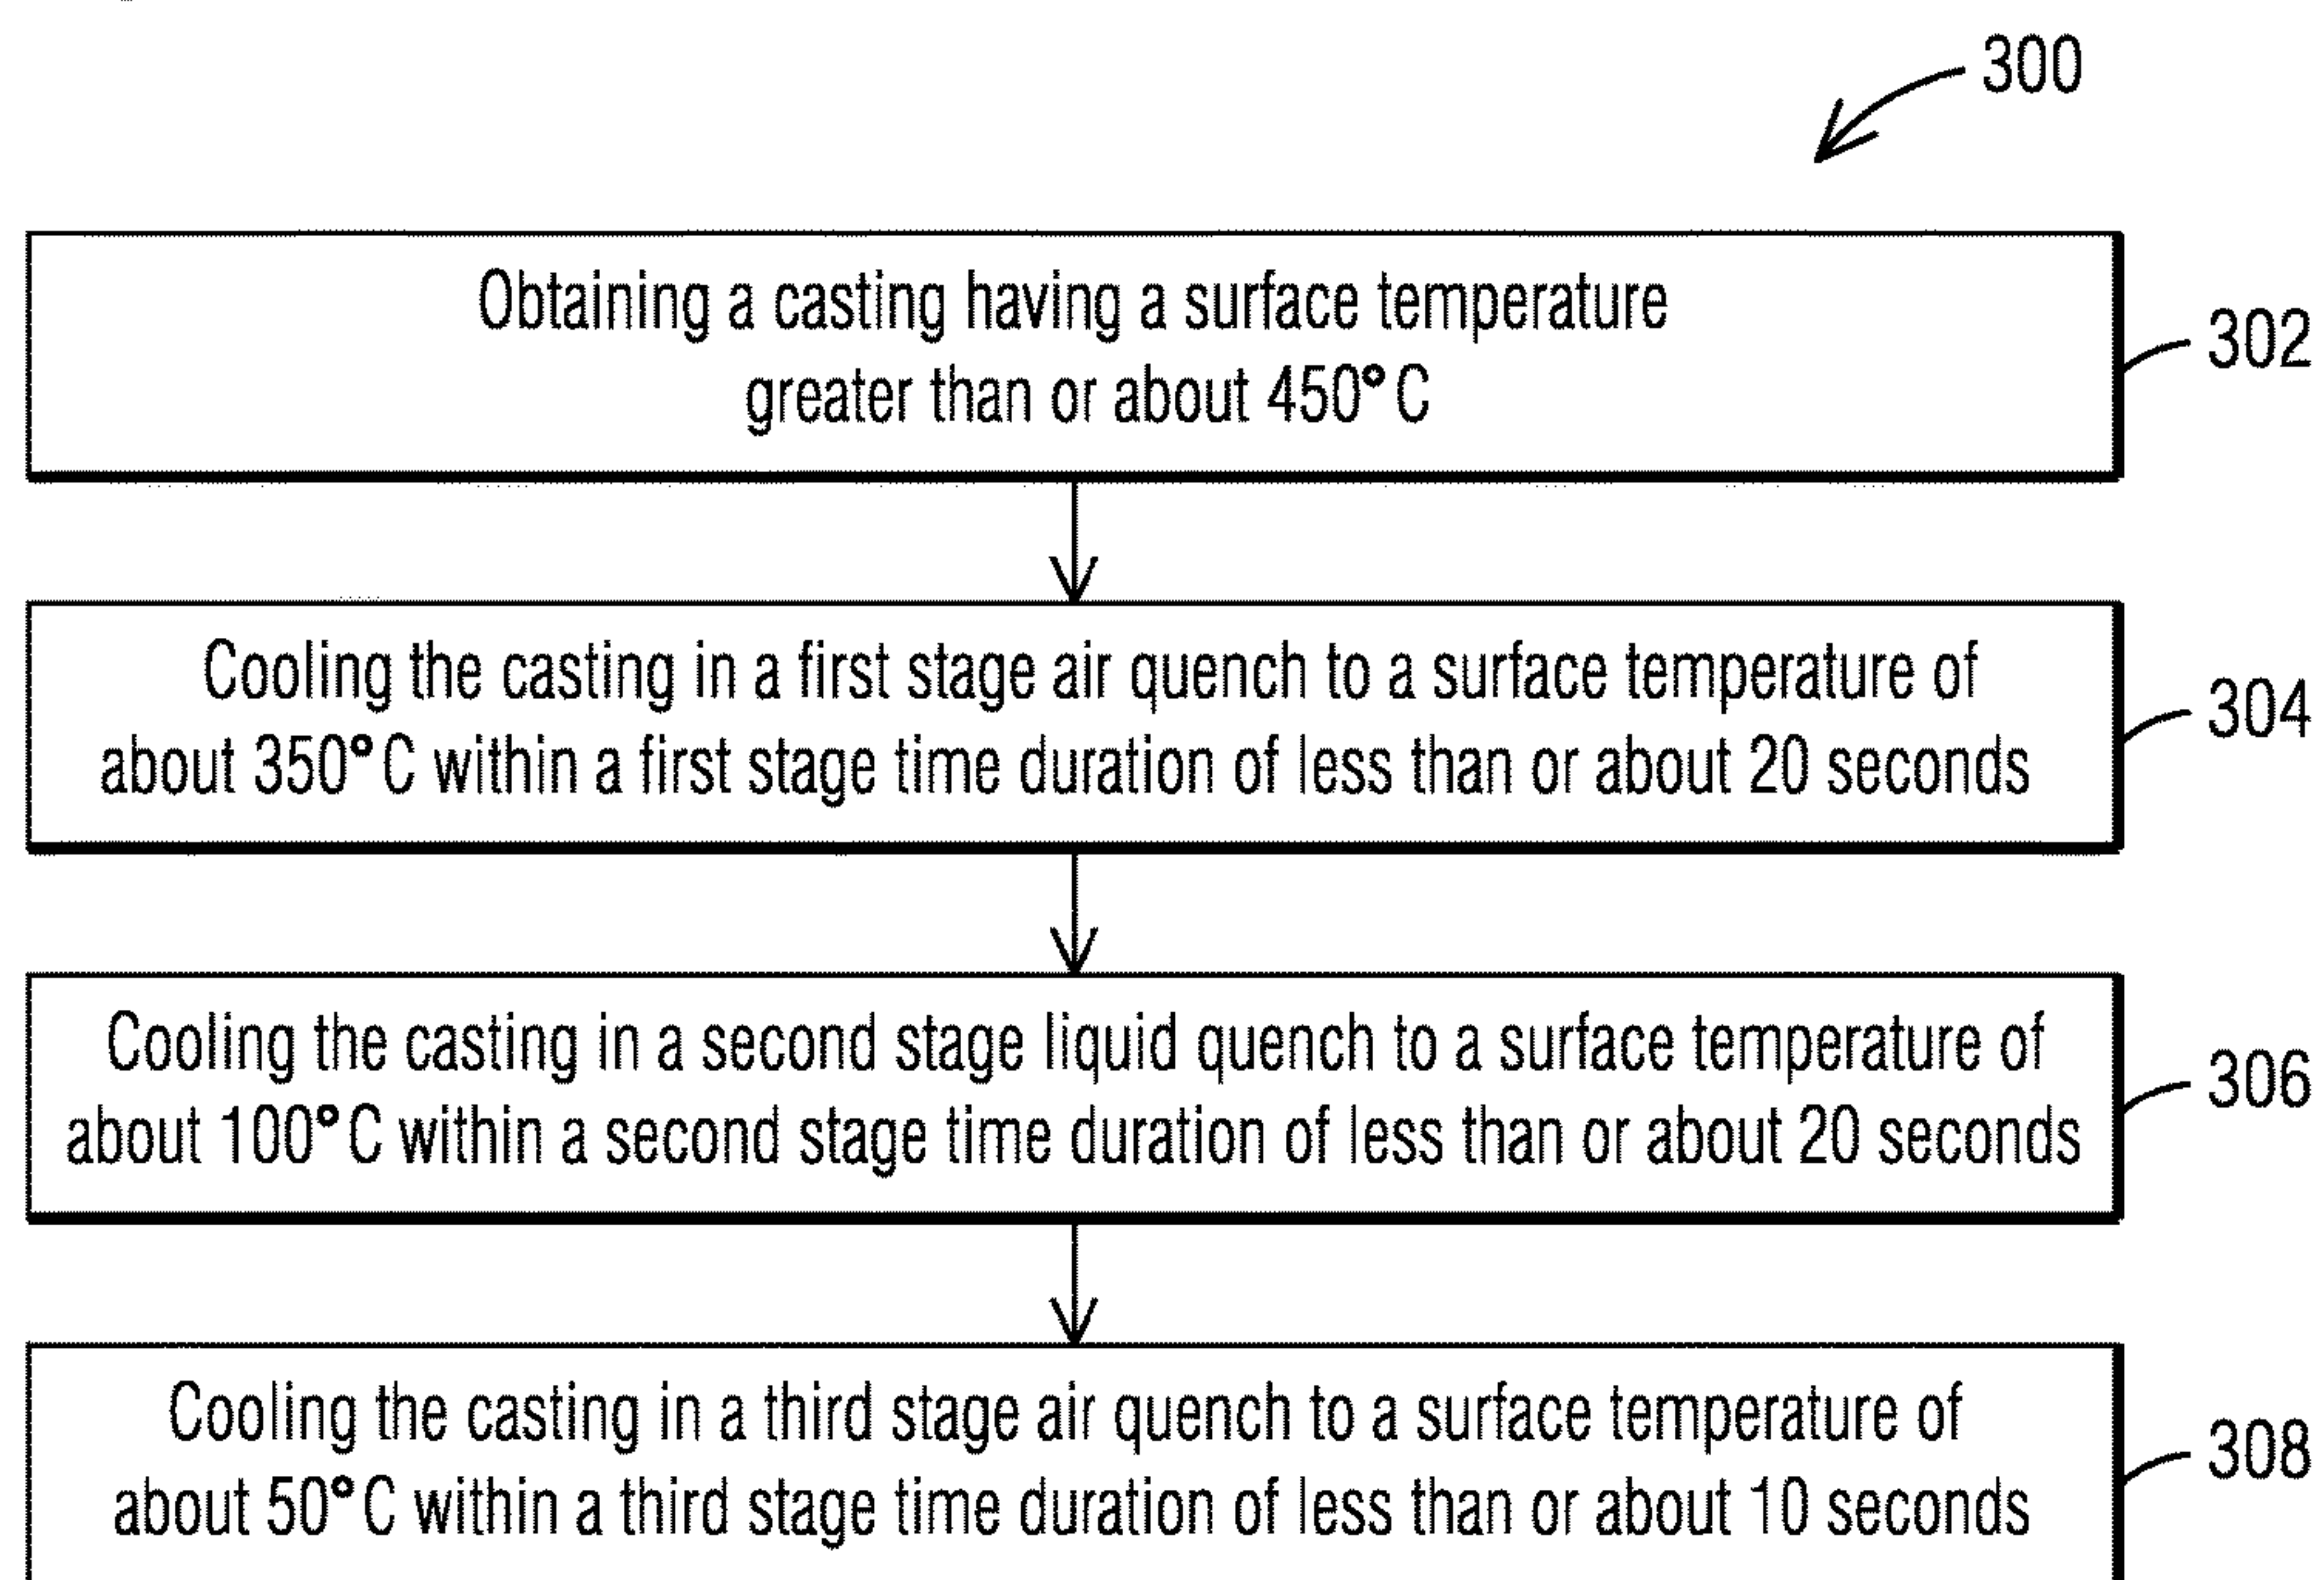 300
Obtaining a casting having a surface temperature
greater than or about 450°C
302
Cooling the casting in a first stage air quench to a surface temperature of
about 350°C within a first stage time duration of less than or about 20 seconds
304
Cooling the casting in a second stage liquid quench to a surface temperature of
about 100°C within a second stage time duration of less than or about 20 seconds
306
Cooling the casting in a third stage air quench to a surface temperature of
about 50°C within a third stage time duration of less than or about 10 seconds
308